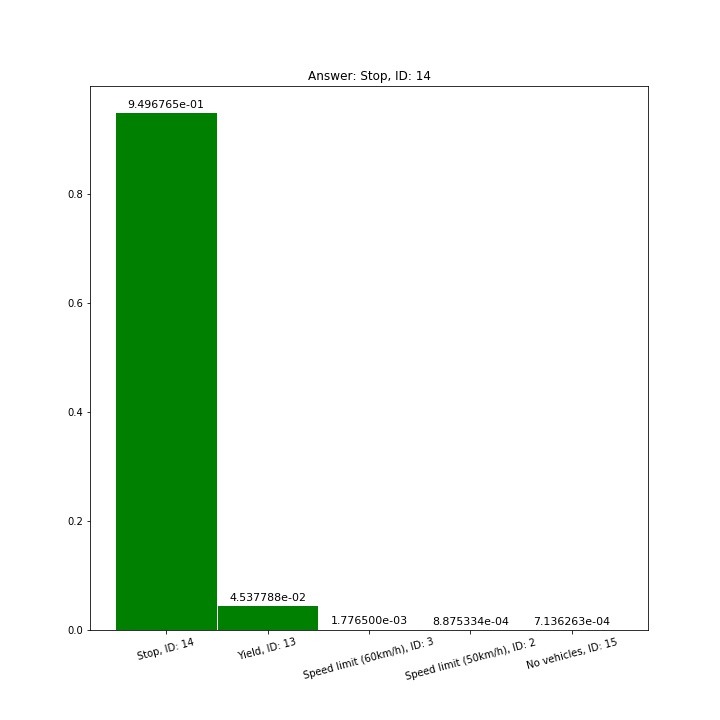 Answer: Stop, ID: 14
9.496765e-01
0.8
0.6
0.4
0.2
4.537788e-02
1.776500e-03
8.875334e-04
7.136263e-04
0.0
Stop, ID: 14
Yield, ID: 13
Speed limit (60km/h), ID: 3
Speed limit (50km/h), ID: 2
No vehicles, ID: 15